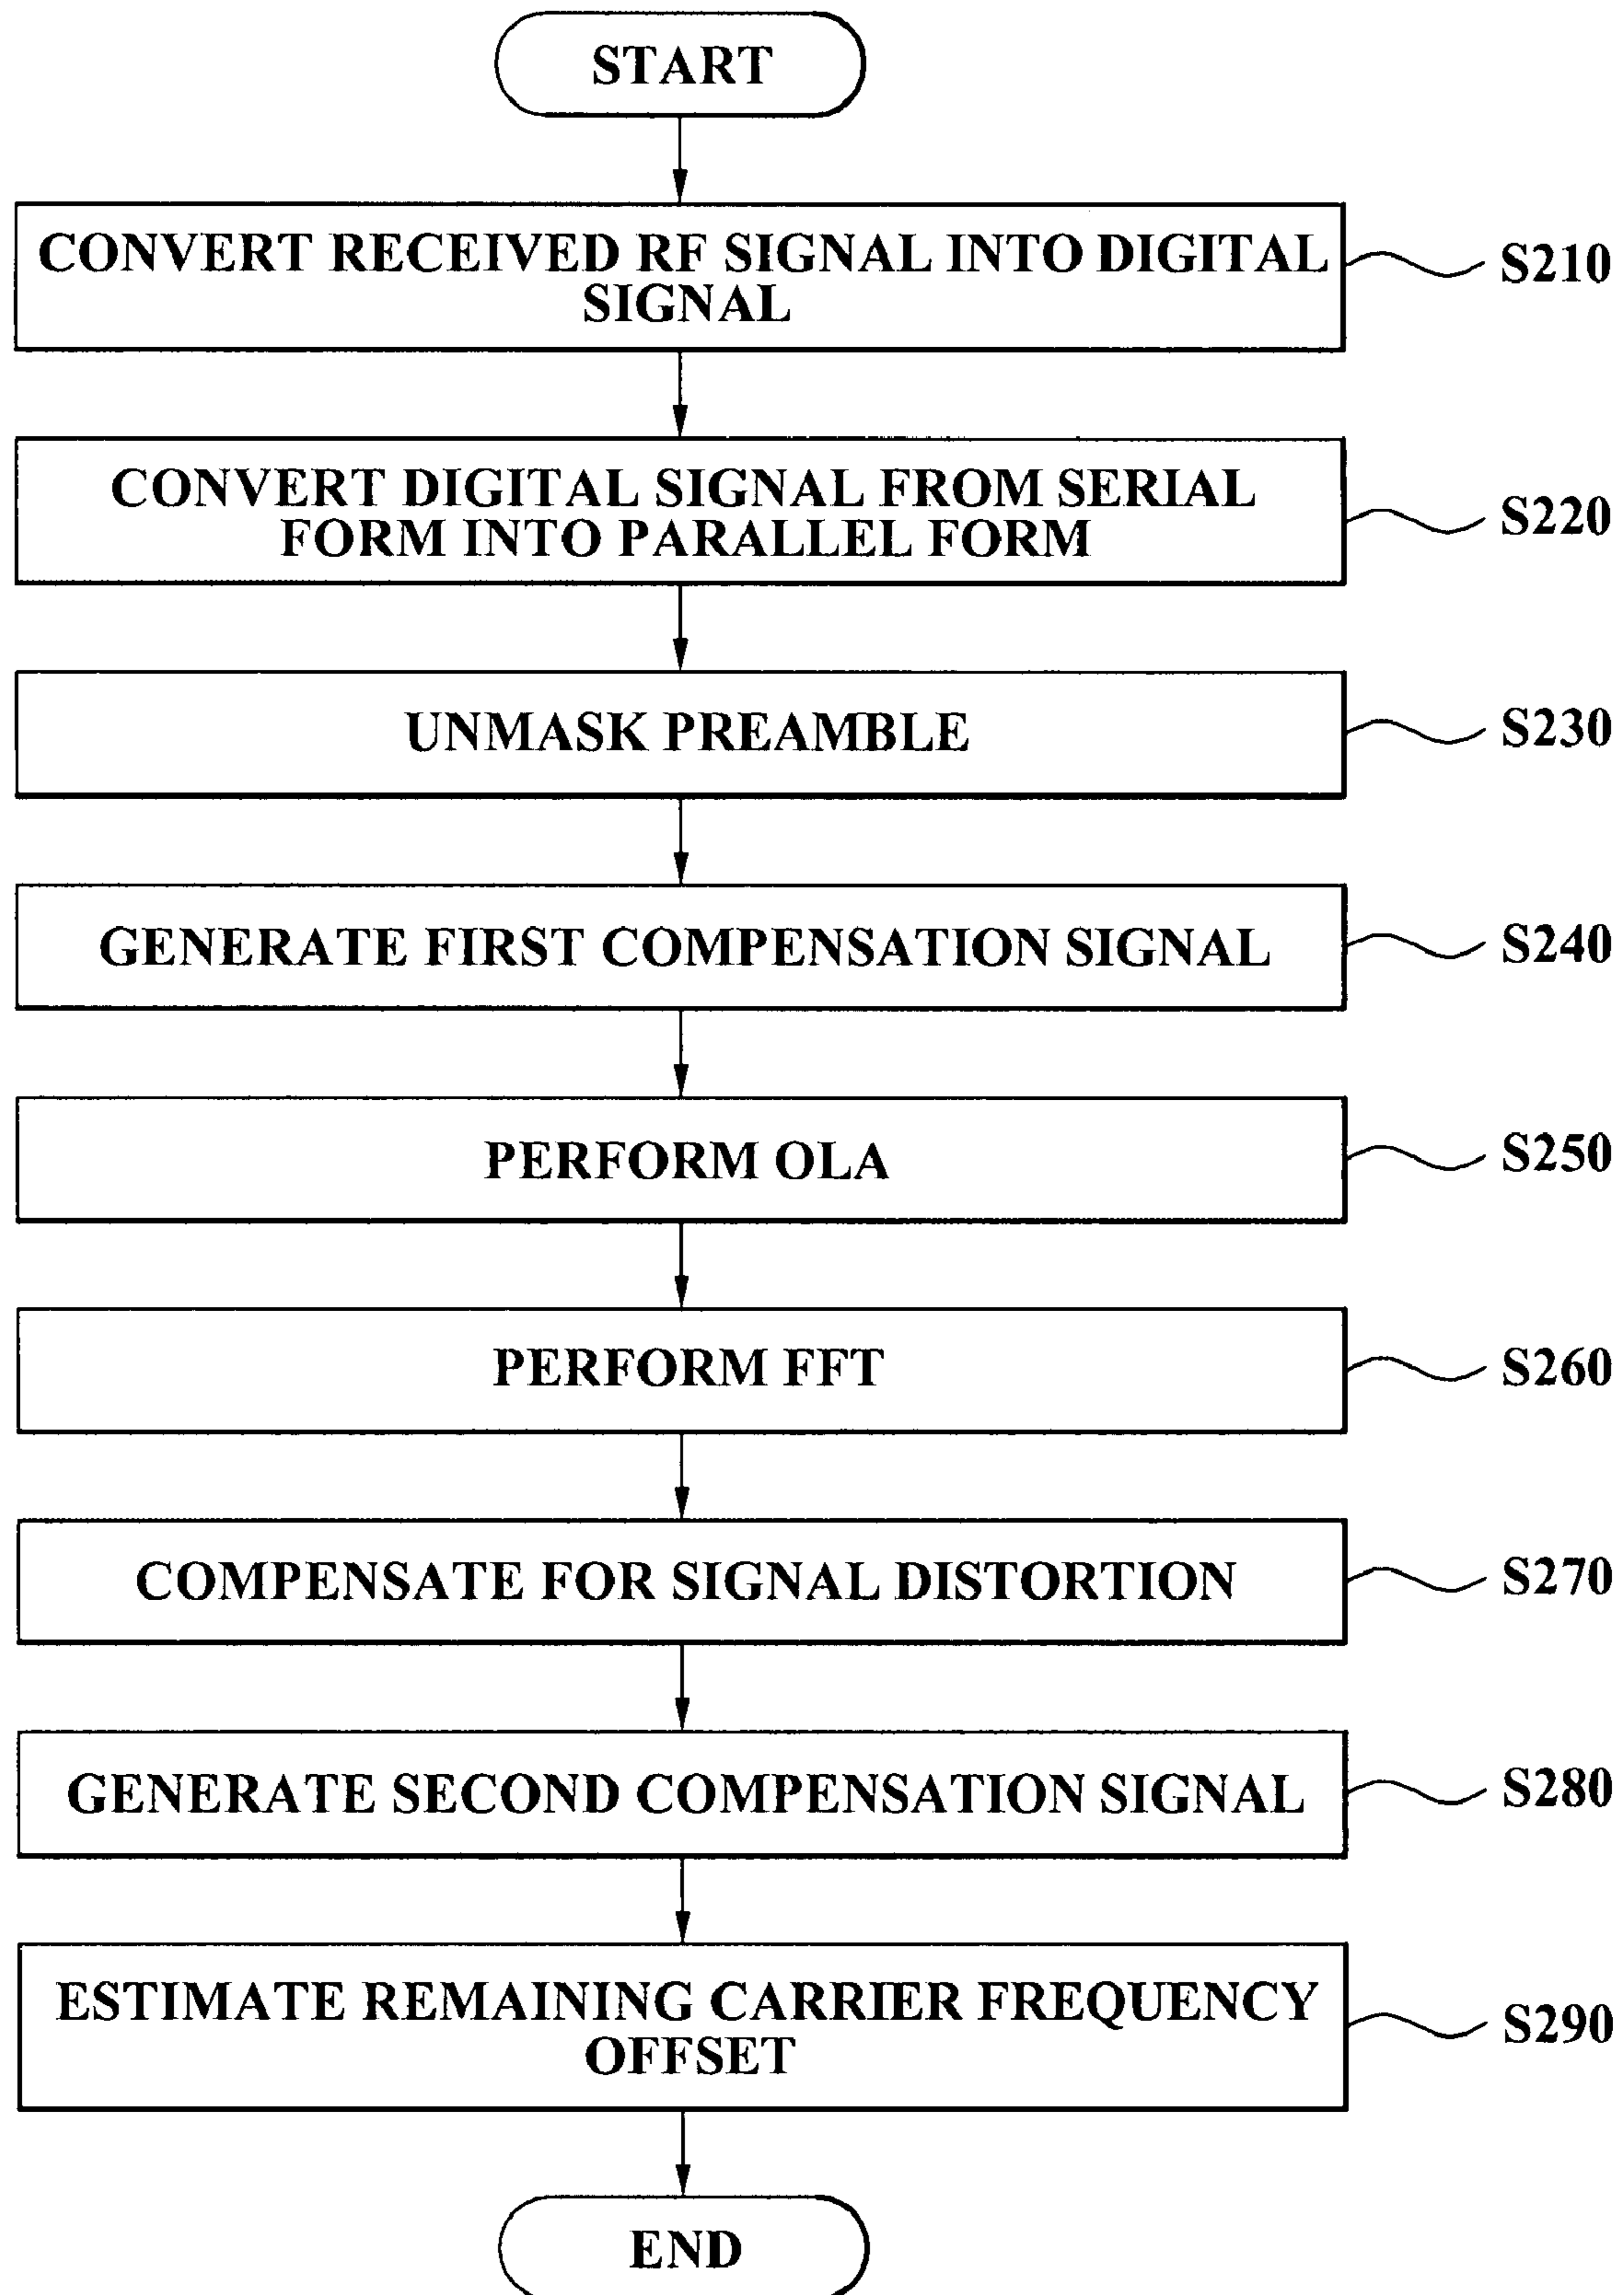 START
CONVERT RECEIVED RF SIGNAL INTO DIGITAL
SIGNAL
S210
CONVERT DIGITAL SIGNAL FROM SERIAL
FORM INTO PARALLEL FORM
S220
UNMASK PREAMBLE
S230
GENERATE FIRST COMPENSATION SIGNAL
S240
PERFORM OLA
S250
PERFORM FFT
S260
COMPENSATE FOR SIGNAL DISTORTION
S270
GENERATE SECOND COMPENSATION SIGNAL
S280
ESTIMATE REMAINING CARRIER FREQUENCY
OFFSET
S290
END